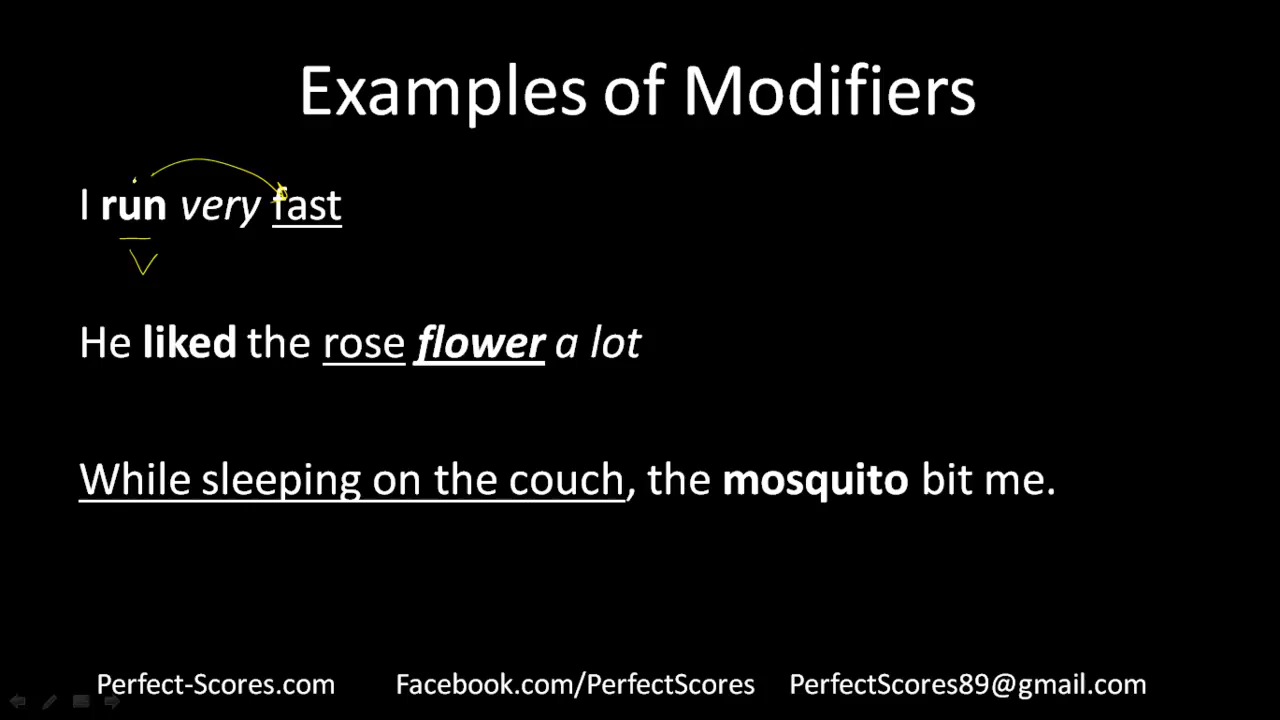 Examples of Modifiers
I run very fast
V
He liked the rose flower a lot
While sleeping on the couch, the mosquito bit me.
Perfect-Scores.com Facebook.com/PerfectScores PerfectScores89@gmail.com